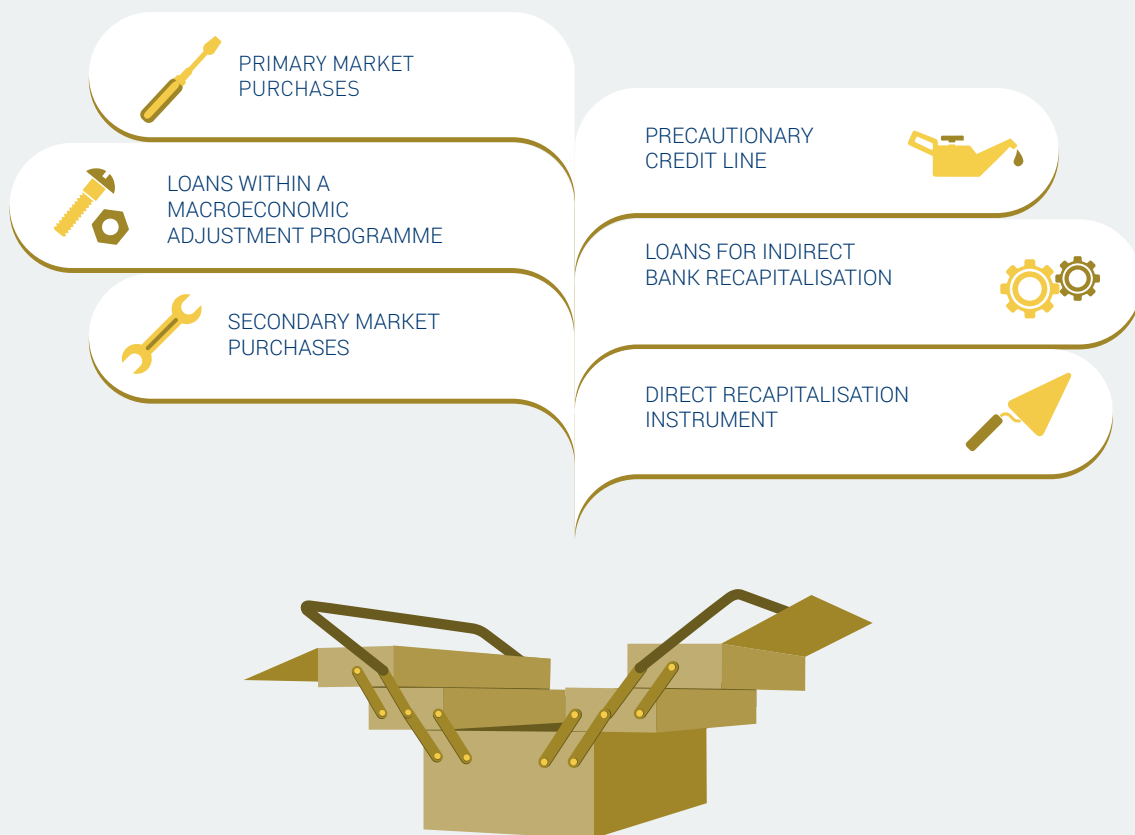 PRIMARY MARKET
PURCHASES
LOANS WITHIN A
MACROECONOMIC
ADJUSTMENT PROGRAMME
SECONDARY MARKET
PURCHASES
PRECAUTIONARY
CREDIT LINE
LOANS FOR INDIRECT
BANK RECAPITALISATION
DIRECT RECAPITALISATION
INSTRUMENT